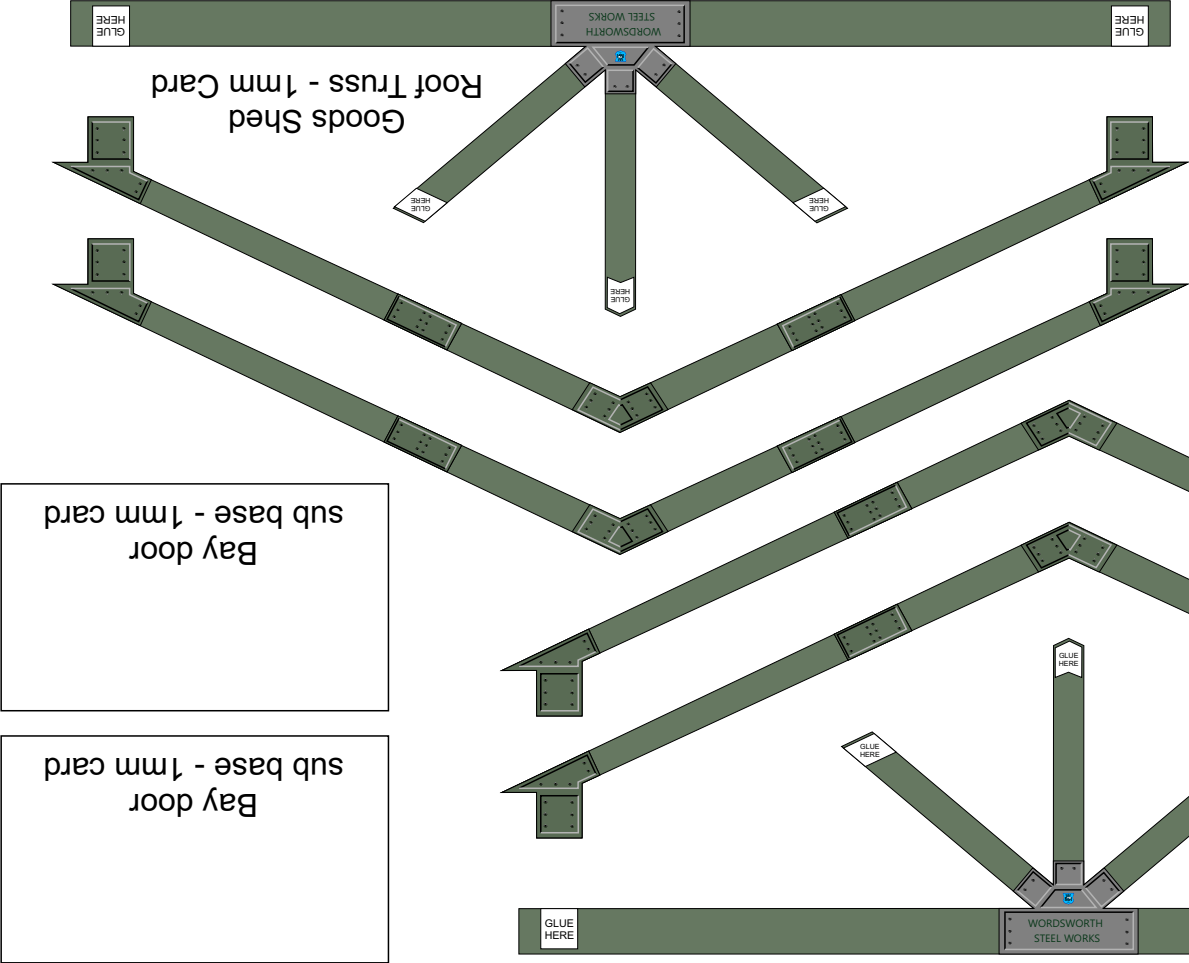 GLUE
HERE
WORDSWORTH
STEEL WORKS
GLUE
HERE
Goods Shed
Roof Truss - 1mm Card
GLUE
HERE
GLUE
HERE
GLUE
HERE
Bay door
sub base - 1mm card
Bay door
sub base - 1mm card
GLUE
HERE
GLUE
HERE
GLUE
HERE
WORDSWORTH
STEEL WORKS